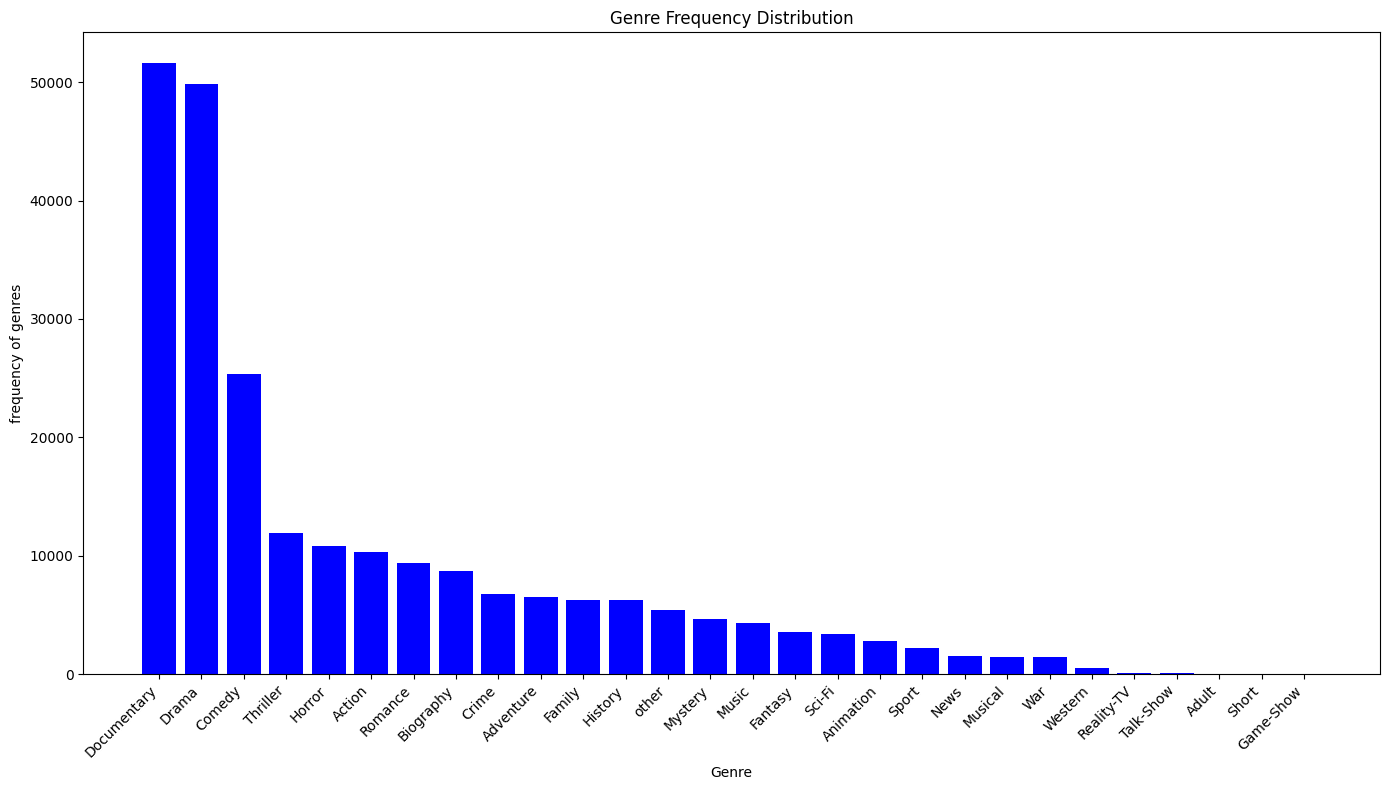 Genre Frequency Distribution
frequency of genres
50000
40000
30000
20000
10000
0
Documentary
Drama
Comedy
Thriller
Horror
Action
Romance
Biography
Crime
Adventure
Family
History
other
Mystery
Music
Fantasy
Sci-Fi
Animation
Sport
News
Musical
War
Western
Reality-TV
Talk-Show
Adult
Short
Game-Show
Genre